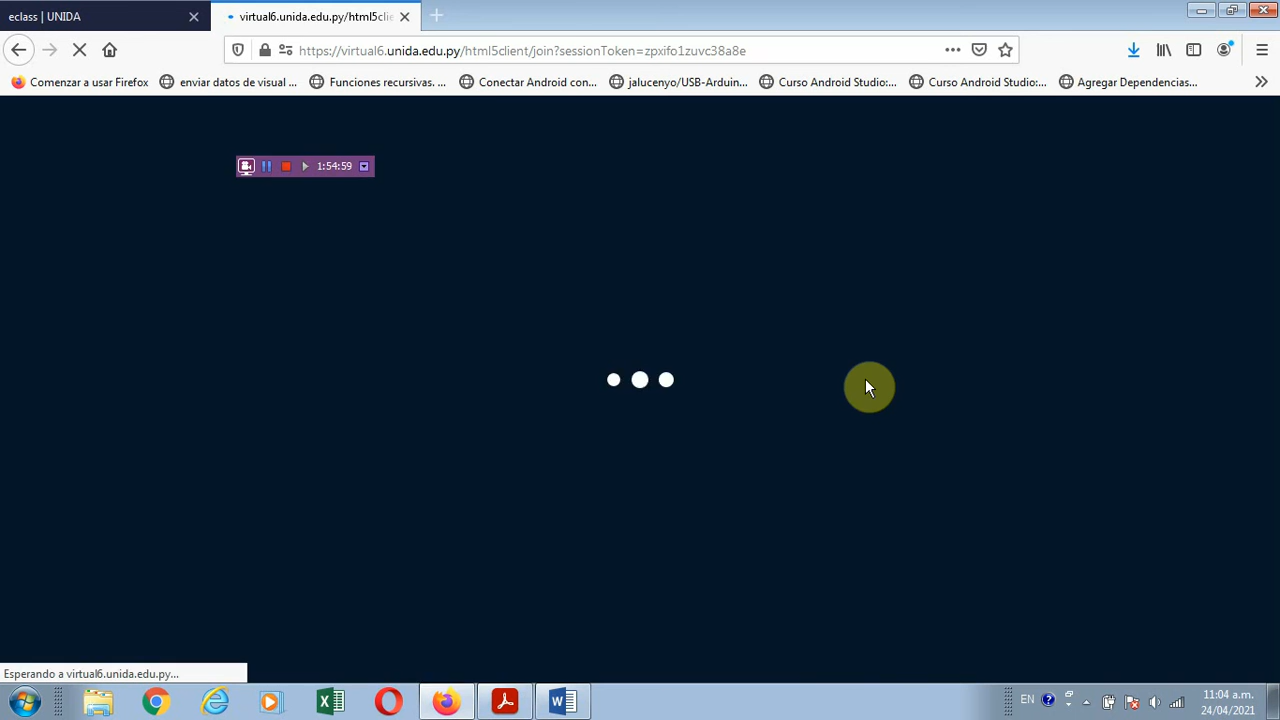 eclass | UNIDA
virtual6.unida.edu.py/html5clie
https://virtual6.unida.edu.py/html5client/join?sessionToken=zpxifo1zuvc38a8e
Comenzar a usar Firefox
enviar datos de visual ...
Funciones recursivas. ...
Conectar Android con...
jalucenyo/USB-Arduin...
Curso Android Studio:...
Curso Android Studio:...
Agregar Dependencias...
1:54:59
Esperando a virtual6.unida.edu.py...
EN
11:04 a.m.
24/04/2021